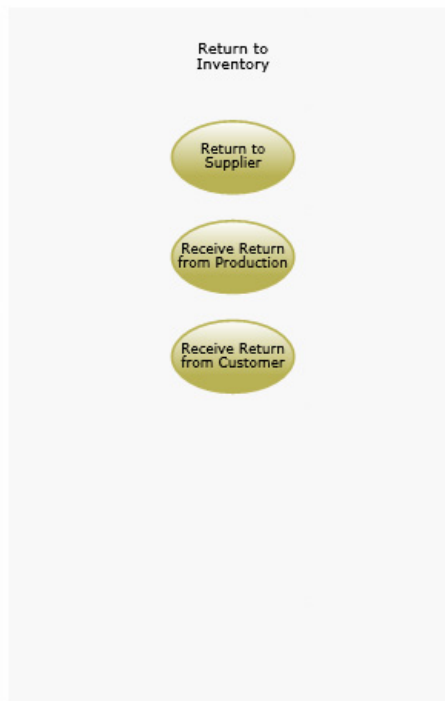 Return to
Inventory
Return to
Supplier
Receive Return
from Production
Receive Return
from Customer